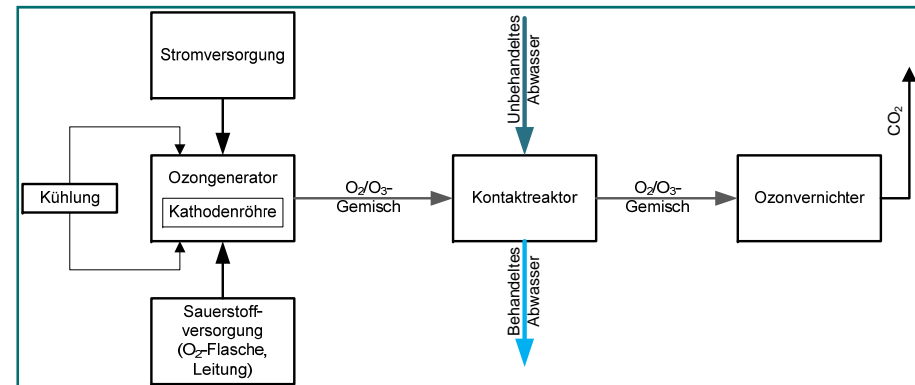 Stromversorgung
Kühlung
Ozongenerator
Kathodenröhre
Sauerstoff-
versorgung
(O₂-Flasche,
Leitung)
O₂/O₃-
Gemisch
Unbehandeltes
Abwasser
Kontaktreaktor
Behandeltes
Abwasser
O₂/O₃-
Gemisch
Ozonvernichter
CO₂